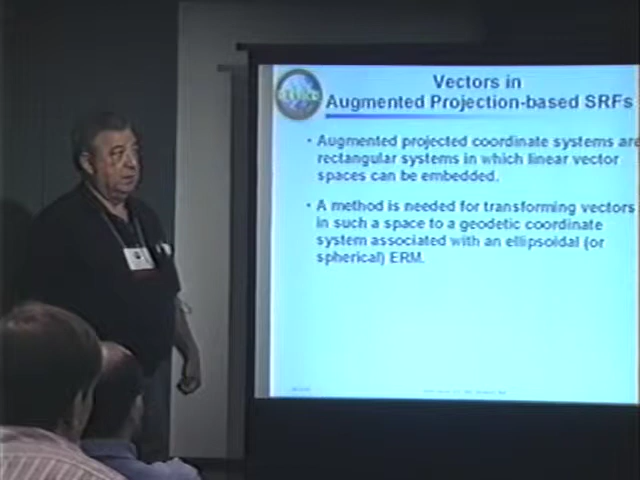 Vectors in
Augmented Projection-based SRFs
• Augmented projected coordinate systems are
rectangular systems in which linear vector
spaces can be embedded.
• A method is needed for transforming vectors
in such a space to a geodetic coordinate
system associated with an ellipsoidal (or
spherical) ERM.